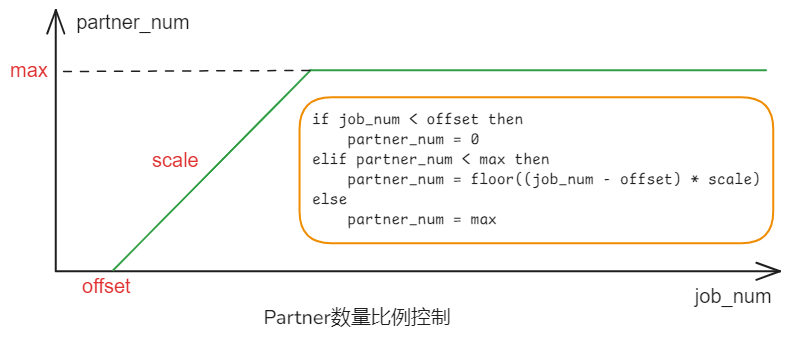 partner_num
max
if job_num < offset then
    partner_num = 0
elif partner_num < max then
    partner_num = floor((job_num - offset) * scale)
else
    partner_num = max
scale
offset
job_num
Partner数量比例控制